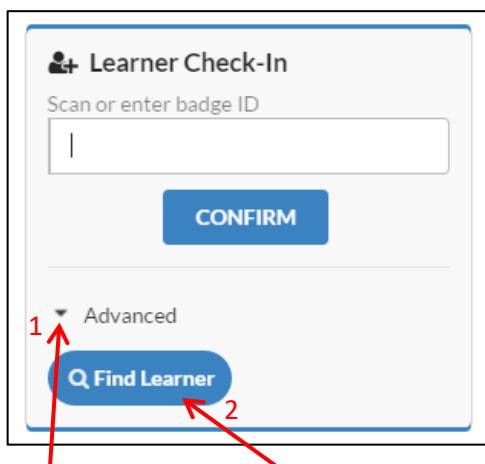 Learner Check-In
Scan or enter badge ID
CONFIRM
1 Advanced
Find Learner
2